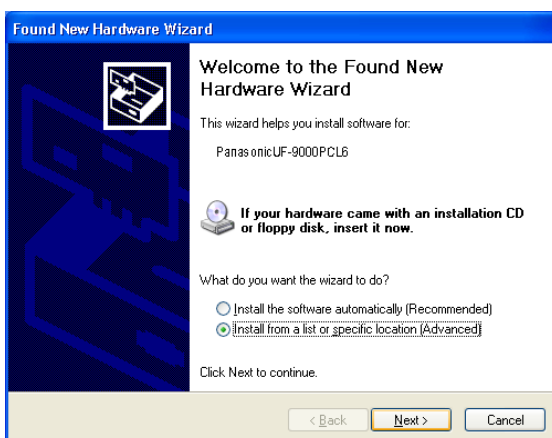 Found New Hardware Wizard
Welcome to the Found New
Hardware Wizard
This wizard helps you install software for:
PanasonicUF-9000PCL6
If your hardware came with an installation CD
or floppy disk, insert it now.
What do you want the wizard to do?
Install the software automatically (Recommended)
Install from a list or specific location (Advanced)
Click Next to continue.
< Back Next > Cancel